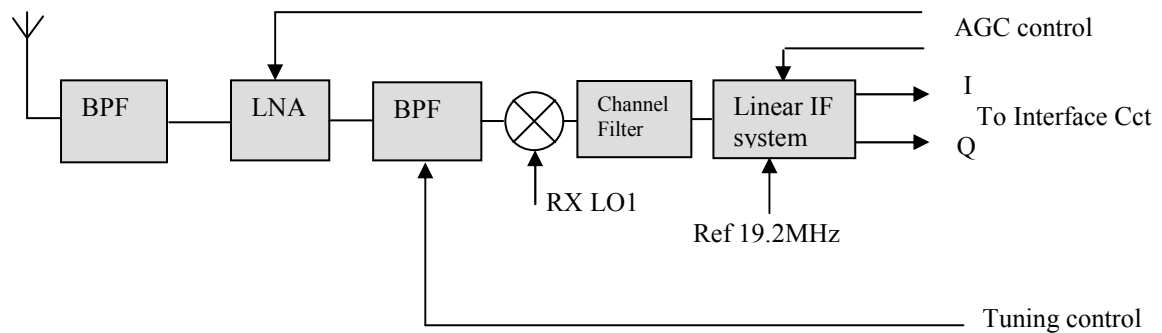 AGC control
BPF
LNA
BPF
Channel
Filter
Linear IF
system
I
To Interface Cct
Q
RX LO1
Ref 19.2MHz
Tuning control